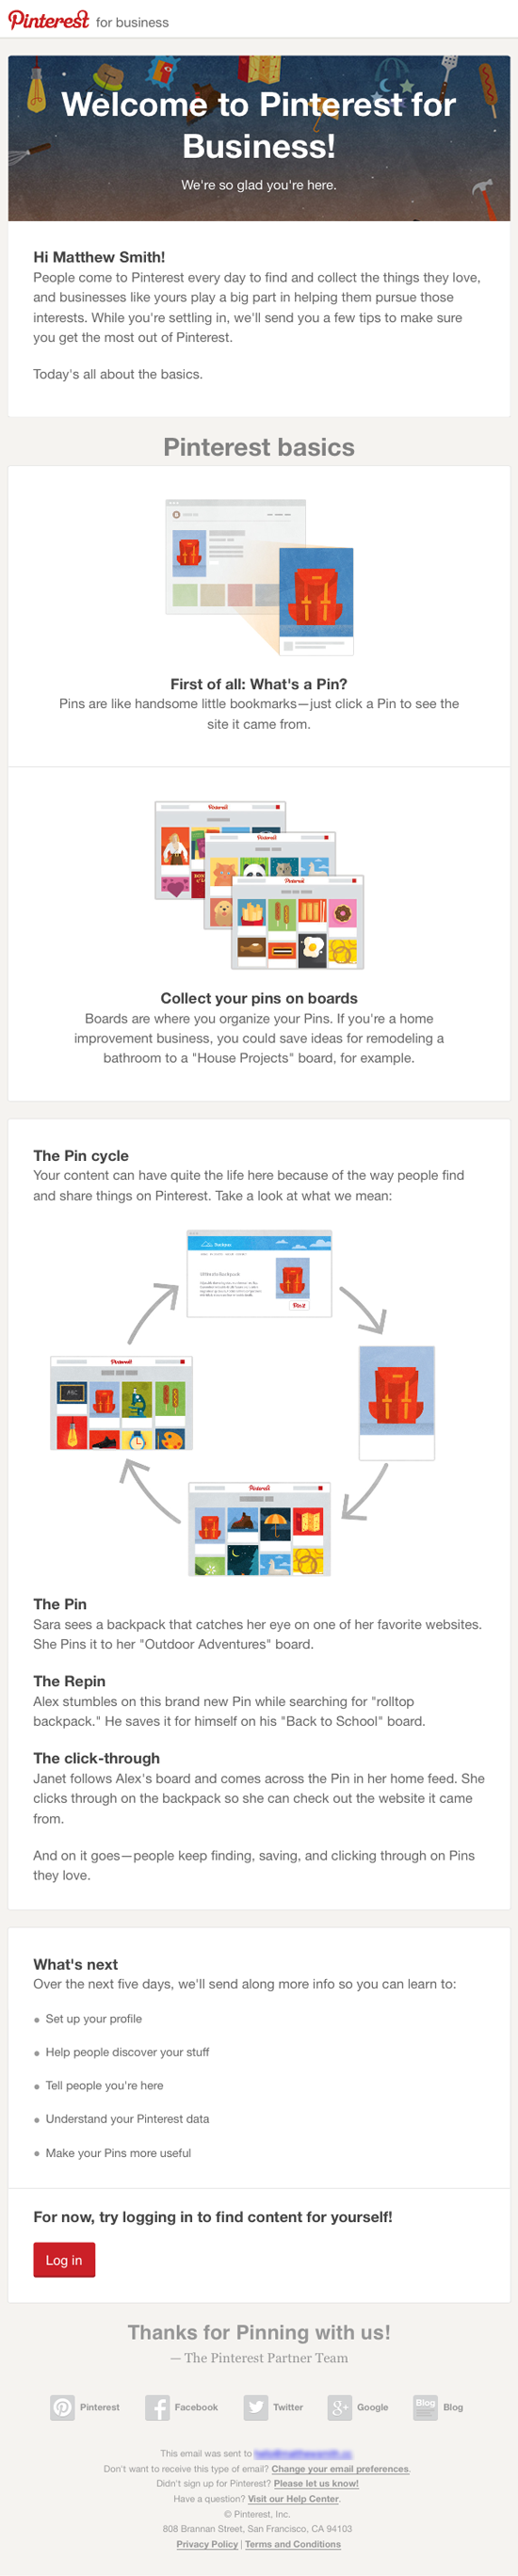 Pinterest for business
Welcome to Pinterest for
Business!
We're so glad you're here.
Hi Matthew Smith!
People come to Pinterest every day to find and collect the things they love,
and businesses like yours play a big part in helping them pursue those
interests. While you're settling in, we'll send you a few tips to make sure
you get the most out of Pinterest.
Today's all about the basics.
Pinterest basics
First of all: What's a Pin?
Pins are like handsome little bookmarks—just click a Pin to see the
site it came from.
Pinterest
Pinterest
Pinterest
Collect your pins on boards
Boards are where you organize your Pins. If you're a home
improvement business, you could save ideas for remodeling a
bathroom to a "House Projects" board, for example.
The Pin cycle
Your content can have quite the life here because of the way people find
and share things on Pinterest. Take a look at what we mean:
Pin it
Pinterest
ABC
Pinterest
The Pin
Sara sees a backpack that catches her eye on one of her favorite websites.
She Pins it to her "Outdoor Adventures" board.
The Repin
Alex stumbles on this brand new Pin while searching for "rolltop
backpack." He saves it for himself on his "Back to School" board.
The click-through
Janet follows Alex's board and comes across the Pin in her home feed. She
clicks through on the backpack so she can check out the website it came
from.
And on it goes—people keep finding, saving, and clicking through on Pins
they love.
What's next
Over the next five days, we'll send along more info so you can learn to:
• Set up your profile
• Help people discover your stuff
• Tell people you're here
• Understand your Pinterest data
• Make your Pins more useful
For now, try logging in to find content for yourself!
Log in
Thanks for Pinning with us!
— The Pinterest Partner Team
Pinterest Facebook Twitter Google Blog Blog
This email was sent to
Don't want to receive this type of email? Change your email preferences.
Didn't sign up for Pinterest? Please let us know!
Have a question? Visit our Help Center.
© Pinterest, Inc.
808 Brannan Street, San Francisco, CA 94103
Privacy Policy | Terms and Conditions